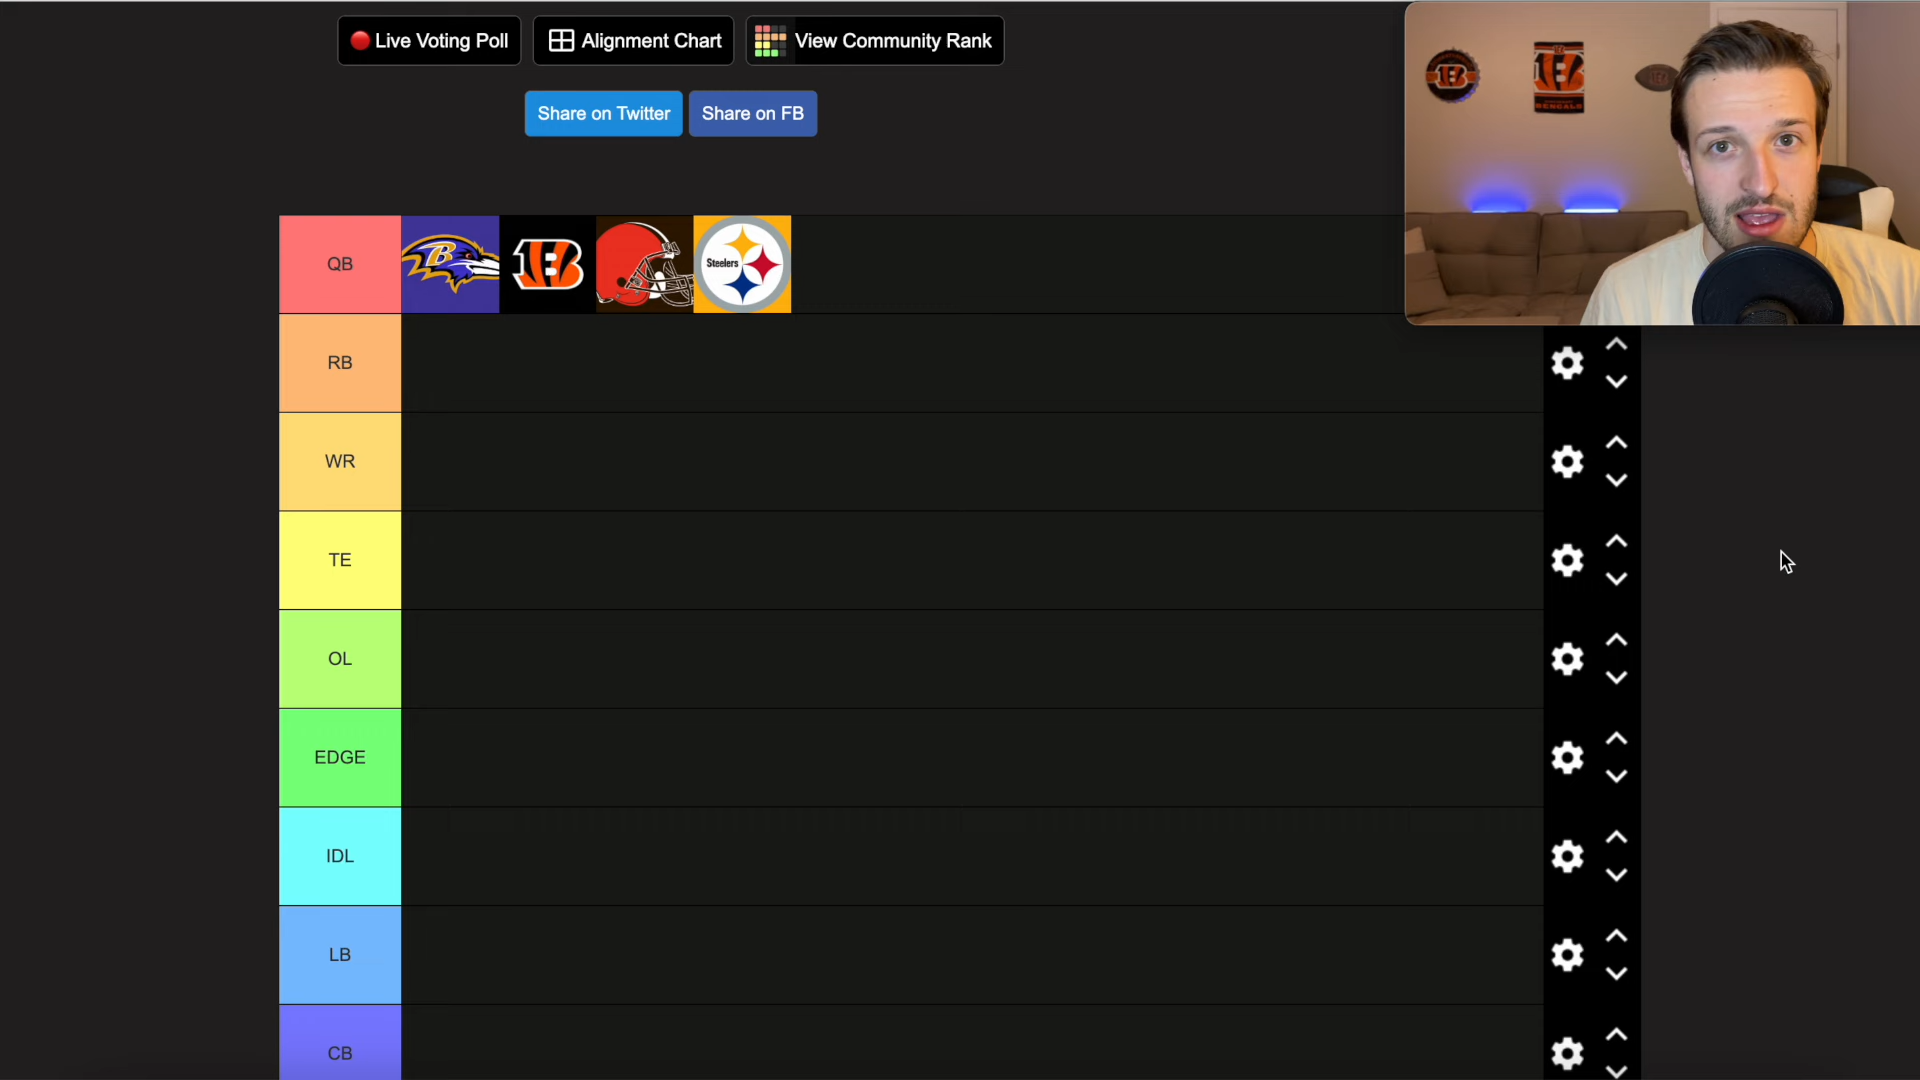 Live Voting Poll
Alignment Chart
View Community Rank
Share on Twitter
Share on FB
BENGALS
QB
B
B
Steelers
RB
WR
TE
OL
EDGE
IDL
LB
CB